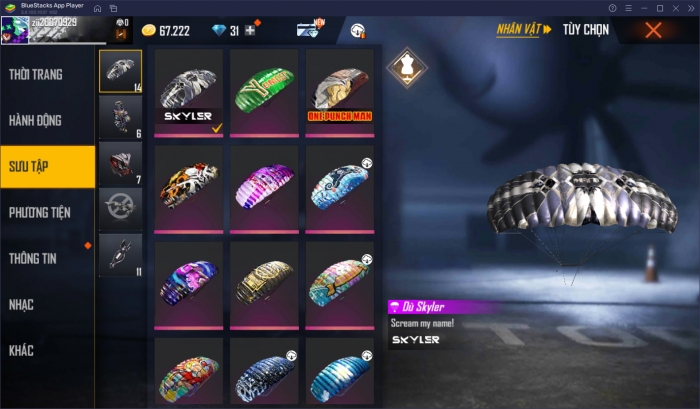 BlueStacks App Player
67.222
31
NEW
NHÂN VẬT
TÙY CHỌN
THỜI TRANG
HÀNH ĐỘNG
SƯU TẬP
PHƯƠNG TIỆN
THÔNG TIN
NHẠC
KHÁC
14
6
7
11
SKYLER
ONE PUNCH MAN
Dù Skyler
Scream my name!
SKYLER